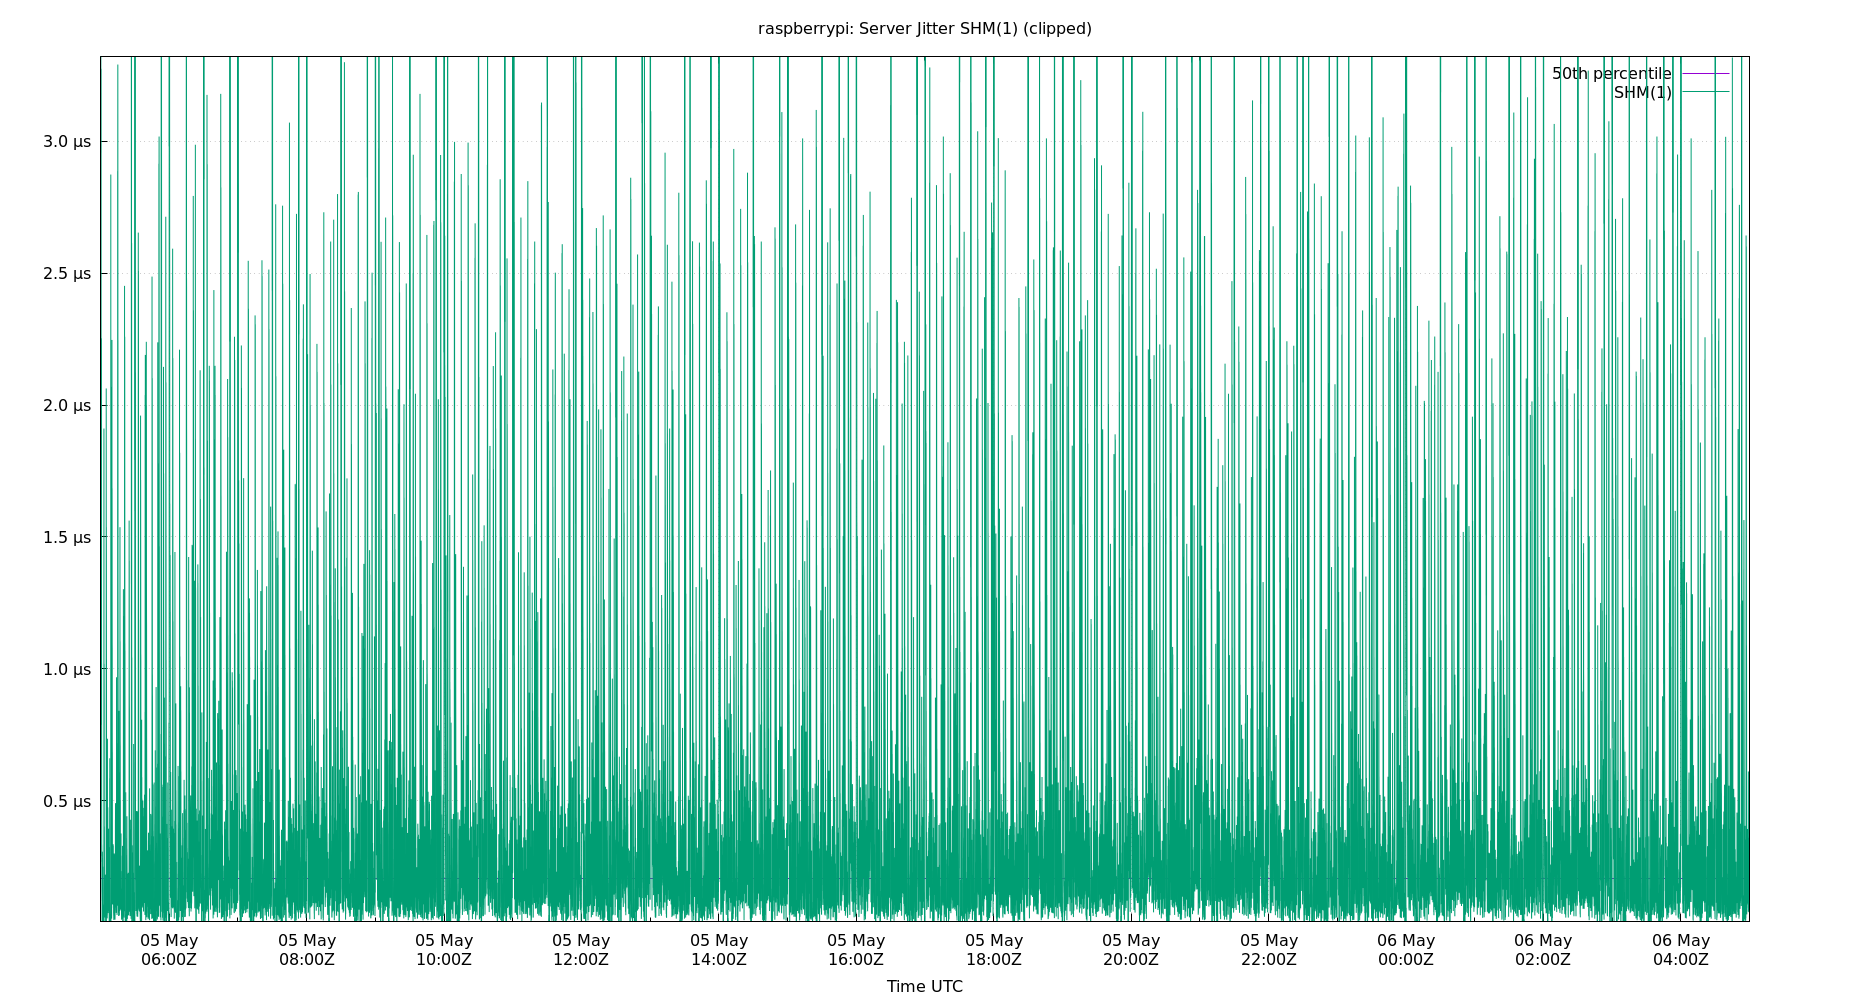 raspberrypi: Server Jitter SHM(1) (clipped)
50th percentile
SHM(1)
3.0 µs
2.5 µs
2.0 µs
1.5 µs
1.0 µs
0.5 µs
05 May 05 May 05 May 05 May 05 May 05 May 05 May 05 May 05 May 06 May 06 May 06 May
06:00Z 08:00Z 10:00Z 12:00Z 14:00Z 16:00Z 18:00Z 20:00Z 22:00Z 00:00Z 02:00Z 04:00Z
Time UTC